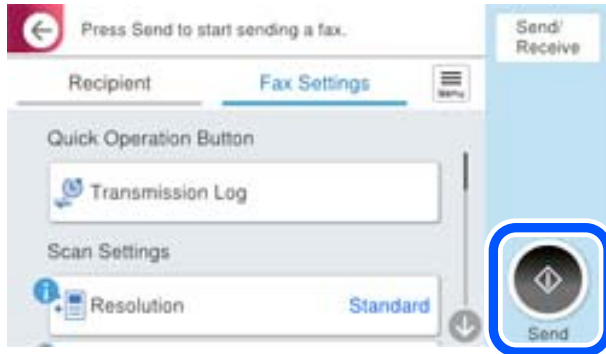 Press Send to start sending a fax.
Send/
Receive
Recipient
Fax Settings
Menu
Quick Operation Button
Transmission Log
Scan Settings
Resolution
Standard
Send